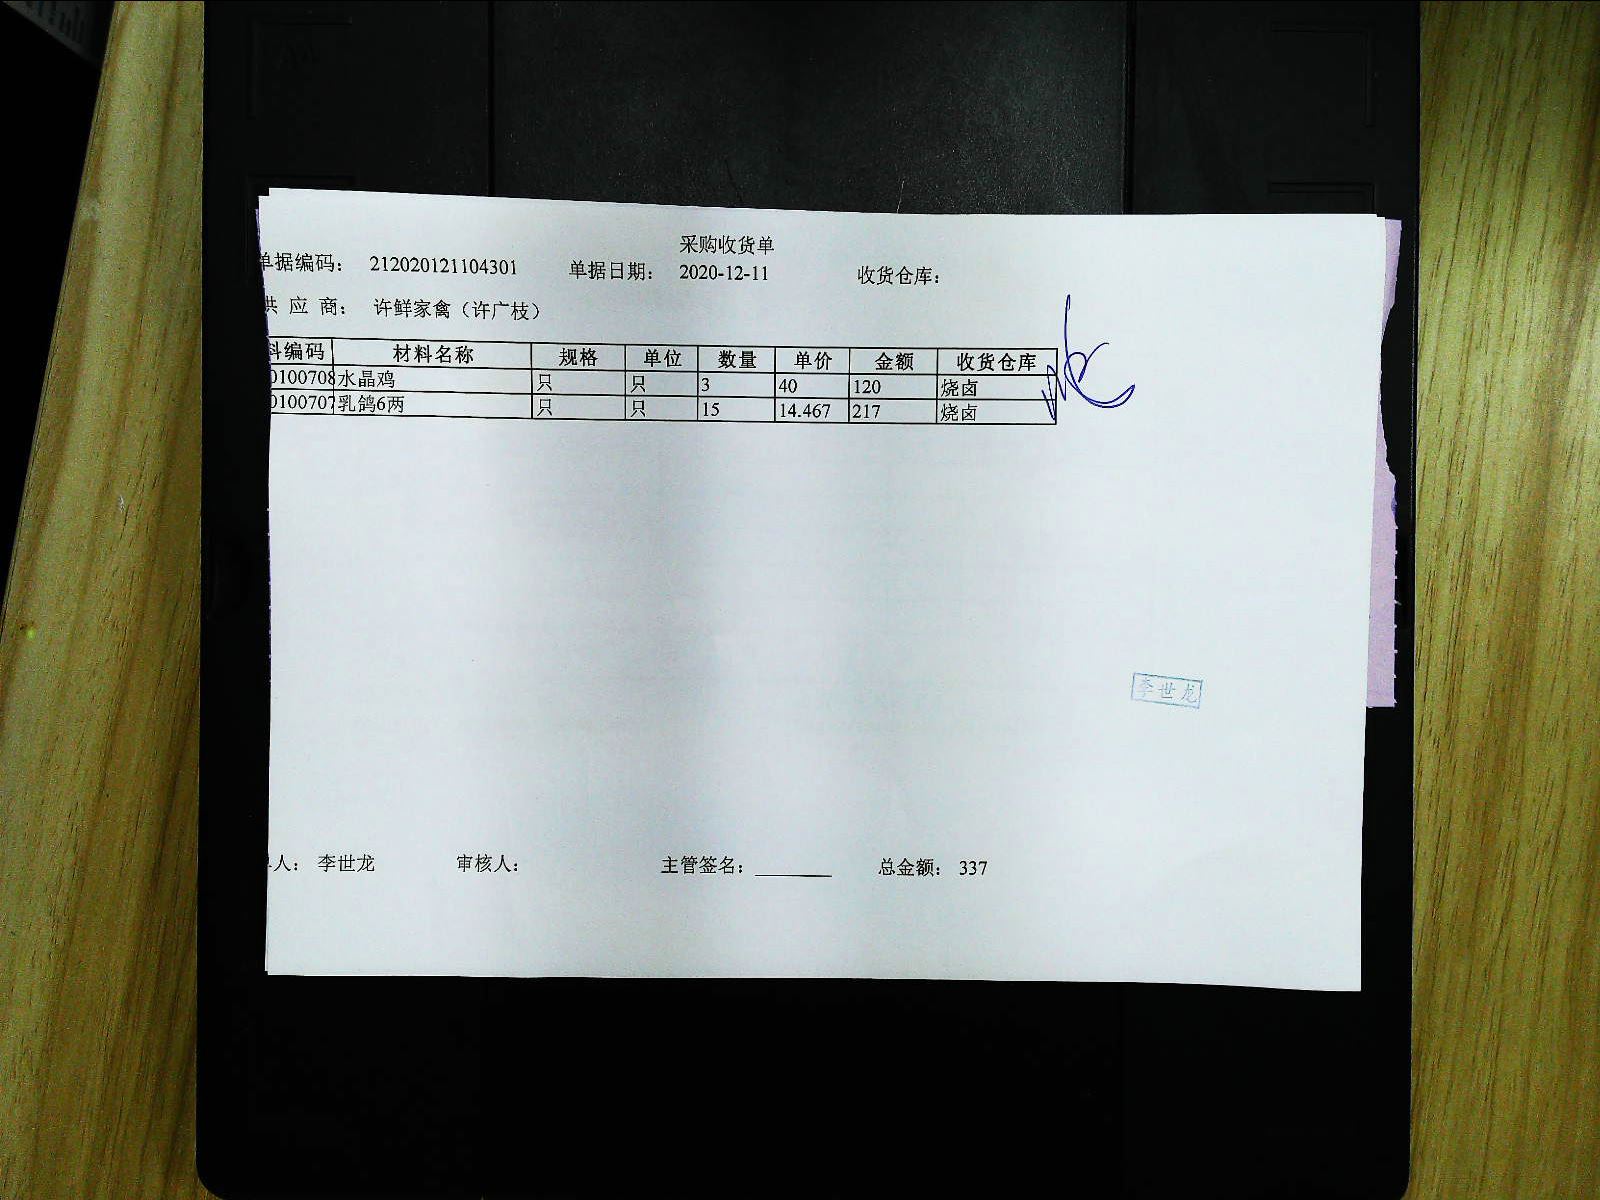 采购收货单
单据编码： 212020121104301 单据日期： 2020-12-11 收货仓库：
供 应 商： 许鲜家禽（许广枝）
料编码 材料名称 规格 单位 数量 单价 金额 收货仓库
0100708 水晶鸡 只 只 3 40 120 烧卤
0100707 乳鸽6两 只 只 15 14.467 217 烧卤
李世龙
人： 李世龙 审核人： 主管签名： 总金额： 337